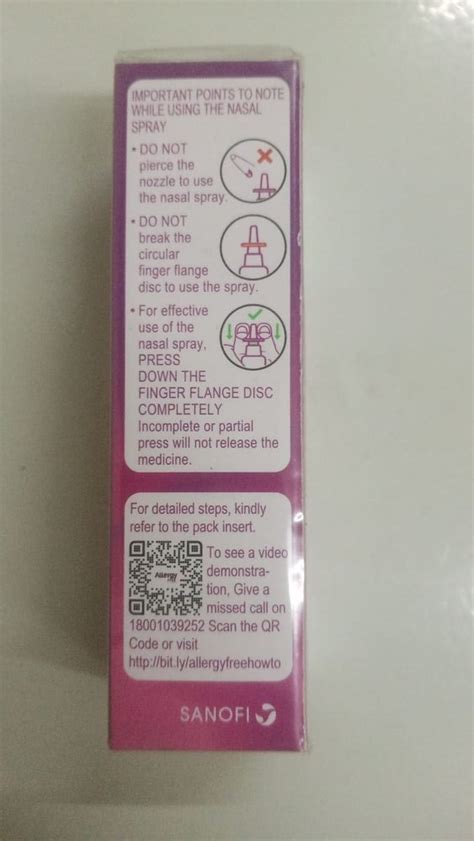 IMPORTANT POINTS TO NOTE
WHILE USING THE NASAL
SPRAY
• DO NOT
pierce the
nozzle to use
the nasal spray.
• DO NOT
break the
circular
finger flange
disc to use the spray.
• For effective
use of the
nasal spray,
PRESS
DOWN THE
FINGER FLANGE DISC
COMPLETELY
Incomplete or partial
press will not release the
medicine.
For detailed steps, kindly
refer to the pack insert.
Allergy
To see a video
demonstra-
tion, Give a
missed call on
18001039252 Scan the QR
Code or visit
http://bit.ly/allergyfreehowto
SANOFI